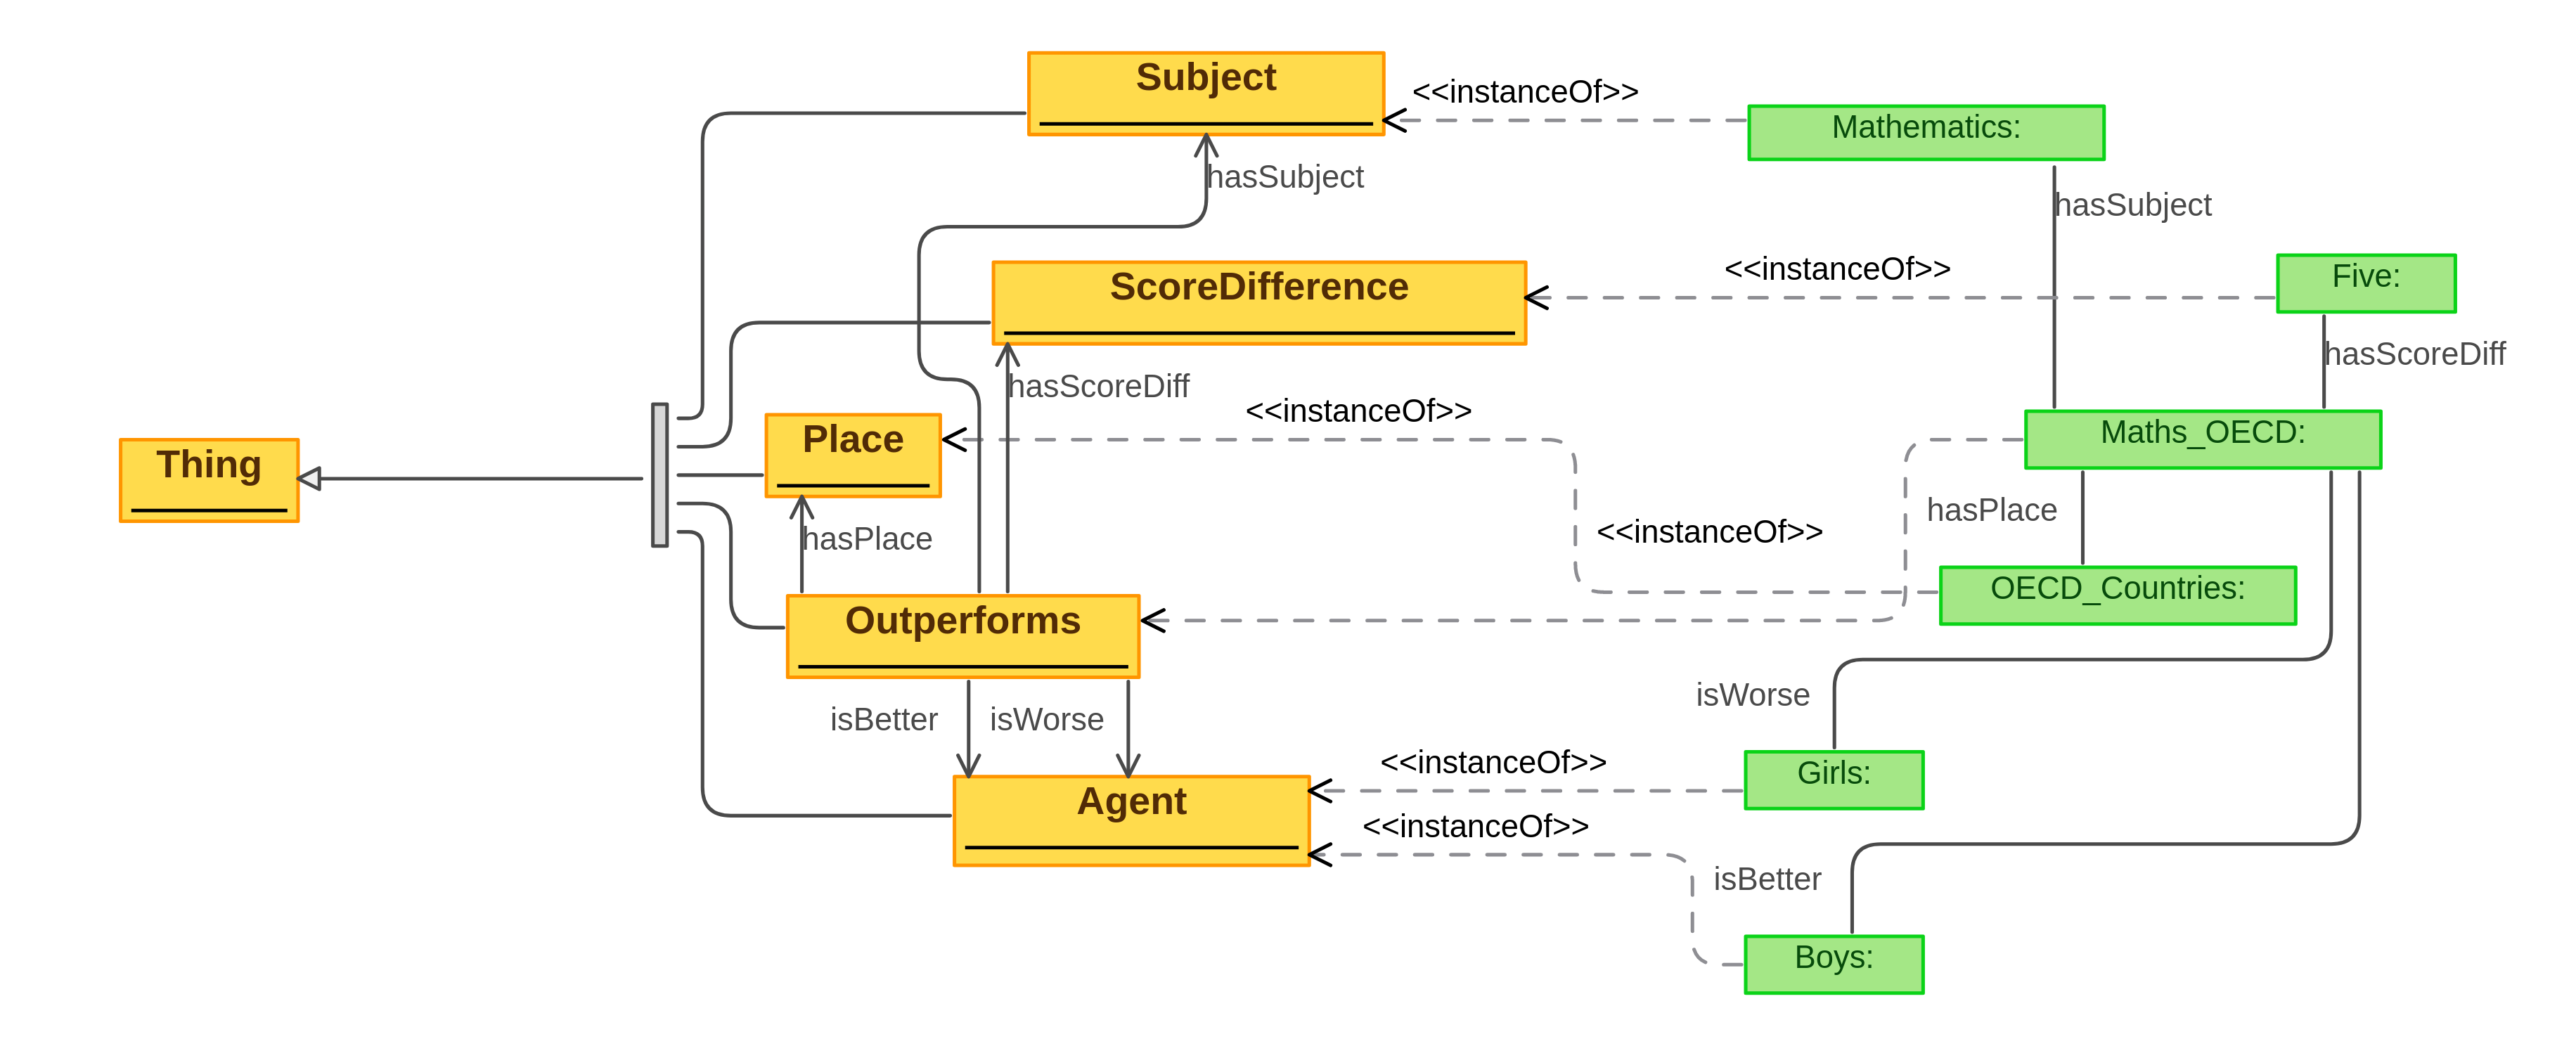 Subject
<<instanceOf>>
Mathematics:
hasSubject
hasSubject
ScoreDifference
<<instanceOf>>
Five:
hasScoreDiff
hasScoreDiff
<<instanceOf>>
Place
Maths_OECD:
Thing
hasPlace
<<instanceOf>>
hasPlace
OECD_Countries:
Outperforms
isWorse
isBetter
isWorse
<<instanceOf>>
Girls:
Agent
<<instanceOf>>
isBetter
Boys: